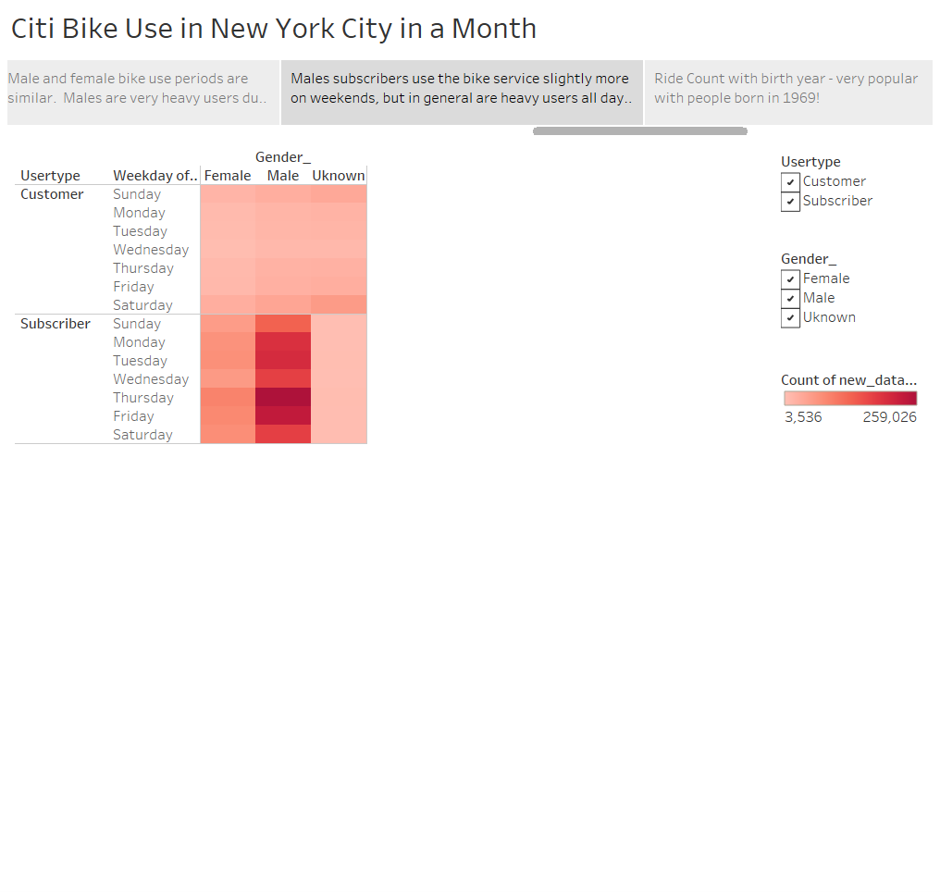 Citi Bike Use in New York City in a Month
Male and female bike use periods are
similar. Males are very heavy users du..
Males subscribers use the bike service slightly more
on weekends, but in general are heavy users all day..
Ride Count with birth year - very popular
with people born in 1969!
Gender_
Usertype Weekday of.. Female Male Uknown
Customer Sunday
Monday
Tuesday
Wednesday
Thursday
Friday
Saturday
Subscriber Sunday
Monday
Tuesday
Wednesday
Thursday
Friday
Saturday
Usertype
Customer
Subscriber
Gender_
Female
Male
Uknown
Count of new_data...
3,536 259,026